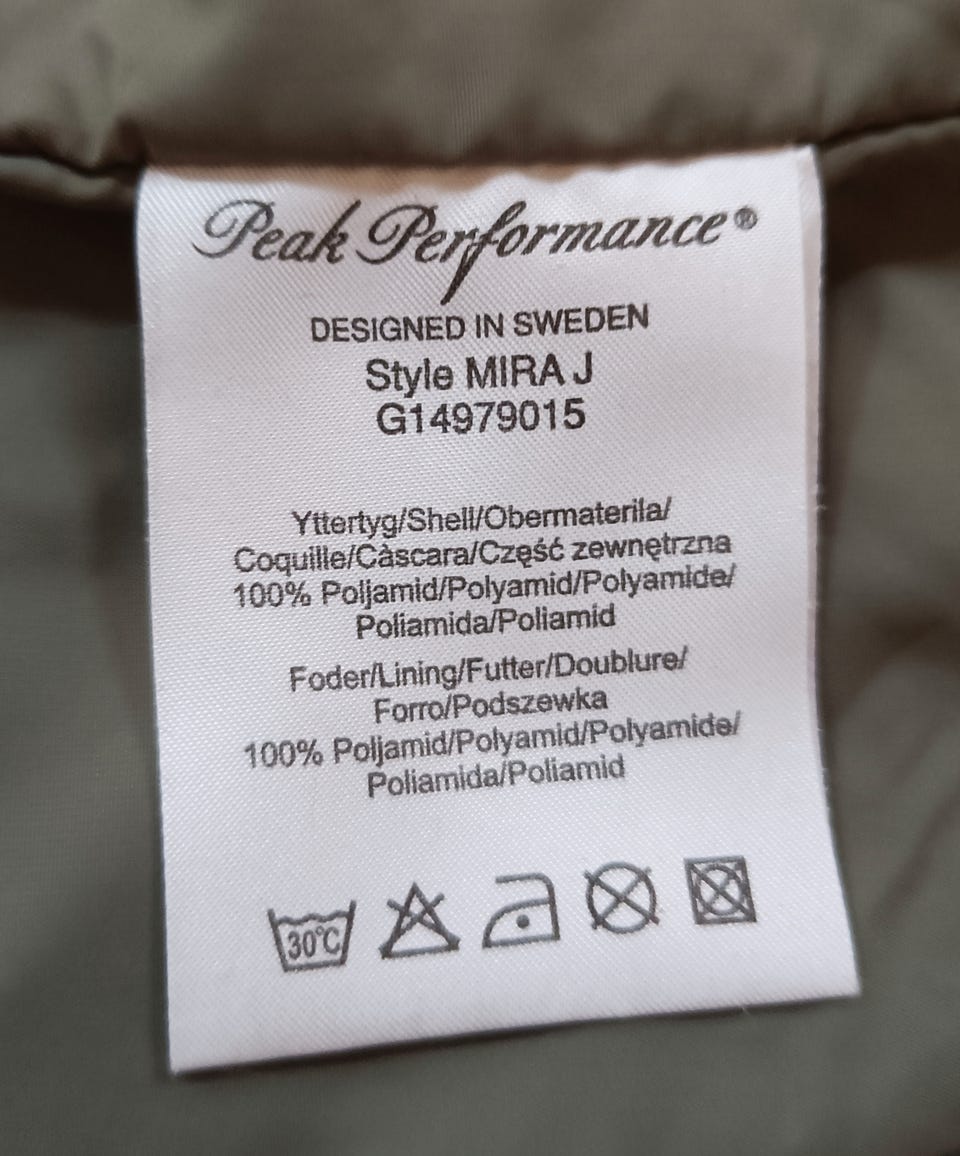 Peak Performance®
DESIGNED IN SWEDEN
Style MIRA J
G14979015
Yttertyg/Shell/Obermaterila/
Coquille/Càscara/Część zewnętrzna
100% Poljamid/Polyamid/Polyamide/
Poliamida/Poliamid
Foder/Lining/Futter/Doublure/
Forro/Podszewka
100% Poljamid/Polyamid/Polyamide/
Poliamida/Poliamid
30°C